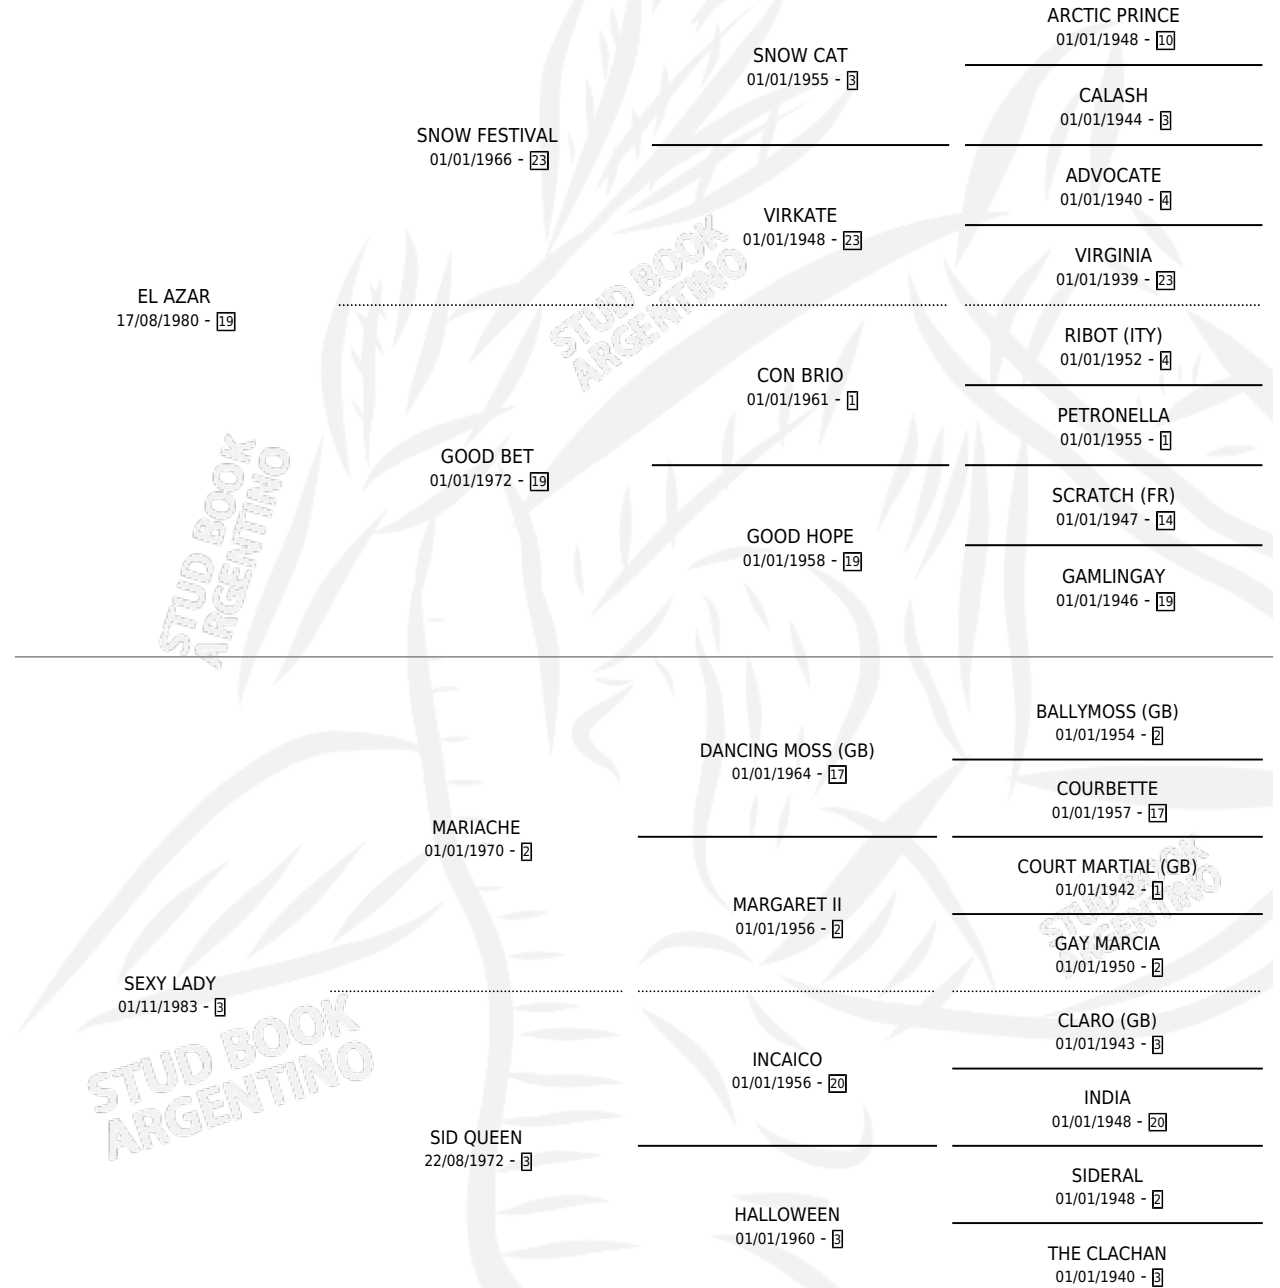 ARCTIC PRINCE
01/01/1948 - 10
SNOW CAT
01/01/1955 - 3
CALASH
01/01/1944 - 3
SNOW FESTIVAL
01/01/1966 - 23
ADVOCATE
01/01/1940 - 4
VIRKATE
01/01/1948 - 23
VIRGINIA
01/01/1939 - 23
EL AZAR
17/08/1980 - 19
STUD BOOK
ARGENTINO
RIBOT (ITY)
01/01/1952 - 4
CON BRIO
01/01/1961 - 1
PETRONELLA
01/01/1955 - 1
GOOD BET
01/01/1972 - 19
SCRATCH (FR)
01/01/1947 - 14
GOOD HOPE
01/01/1958 - 19
GAMLINGAY
01/01/1946 - 19
STUD BOOK
ARGENTINO
BALLYMOSS (GB)
01/01/1954 - 2
DANCING MOSS (GB)
01/01/1964 - 17
COURBETTE
01/01/1957 - 17
MARIACHE
01/01/1970 - 2
COURT MARTIAL (GB)
01/01/1942 - 1
MARGARET II
01/01/1956 - 2
GAY MARCIA
01/01/1950 - 2
STUD BOOK
ARGENTINO
SEXY LADY
01/11/1983 - 3
CLARO (GB)
01/01/1943 - 3
INCAICO
01/01/1956 - 20
INDIA
01/01/1948 - 20
STUD BOOK
ARGENTINO
SID QUEEN
22/08/1972 - 3
SIDERAL
01/01/1948 - 2
HALLOWEEN
01/01/1960 - 3
THE CLACHAN
01/01/1940 - 3